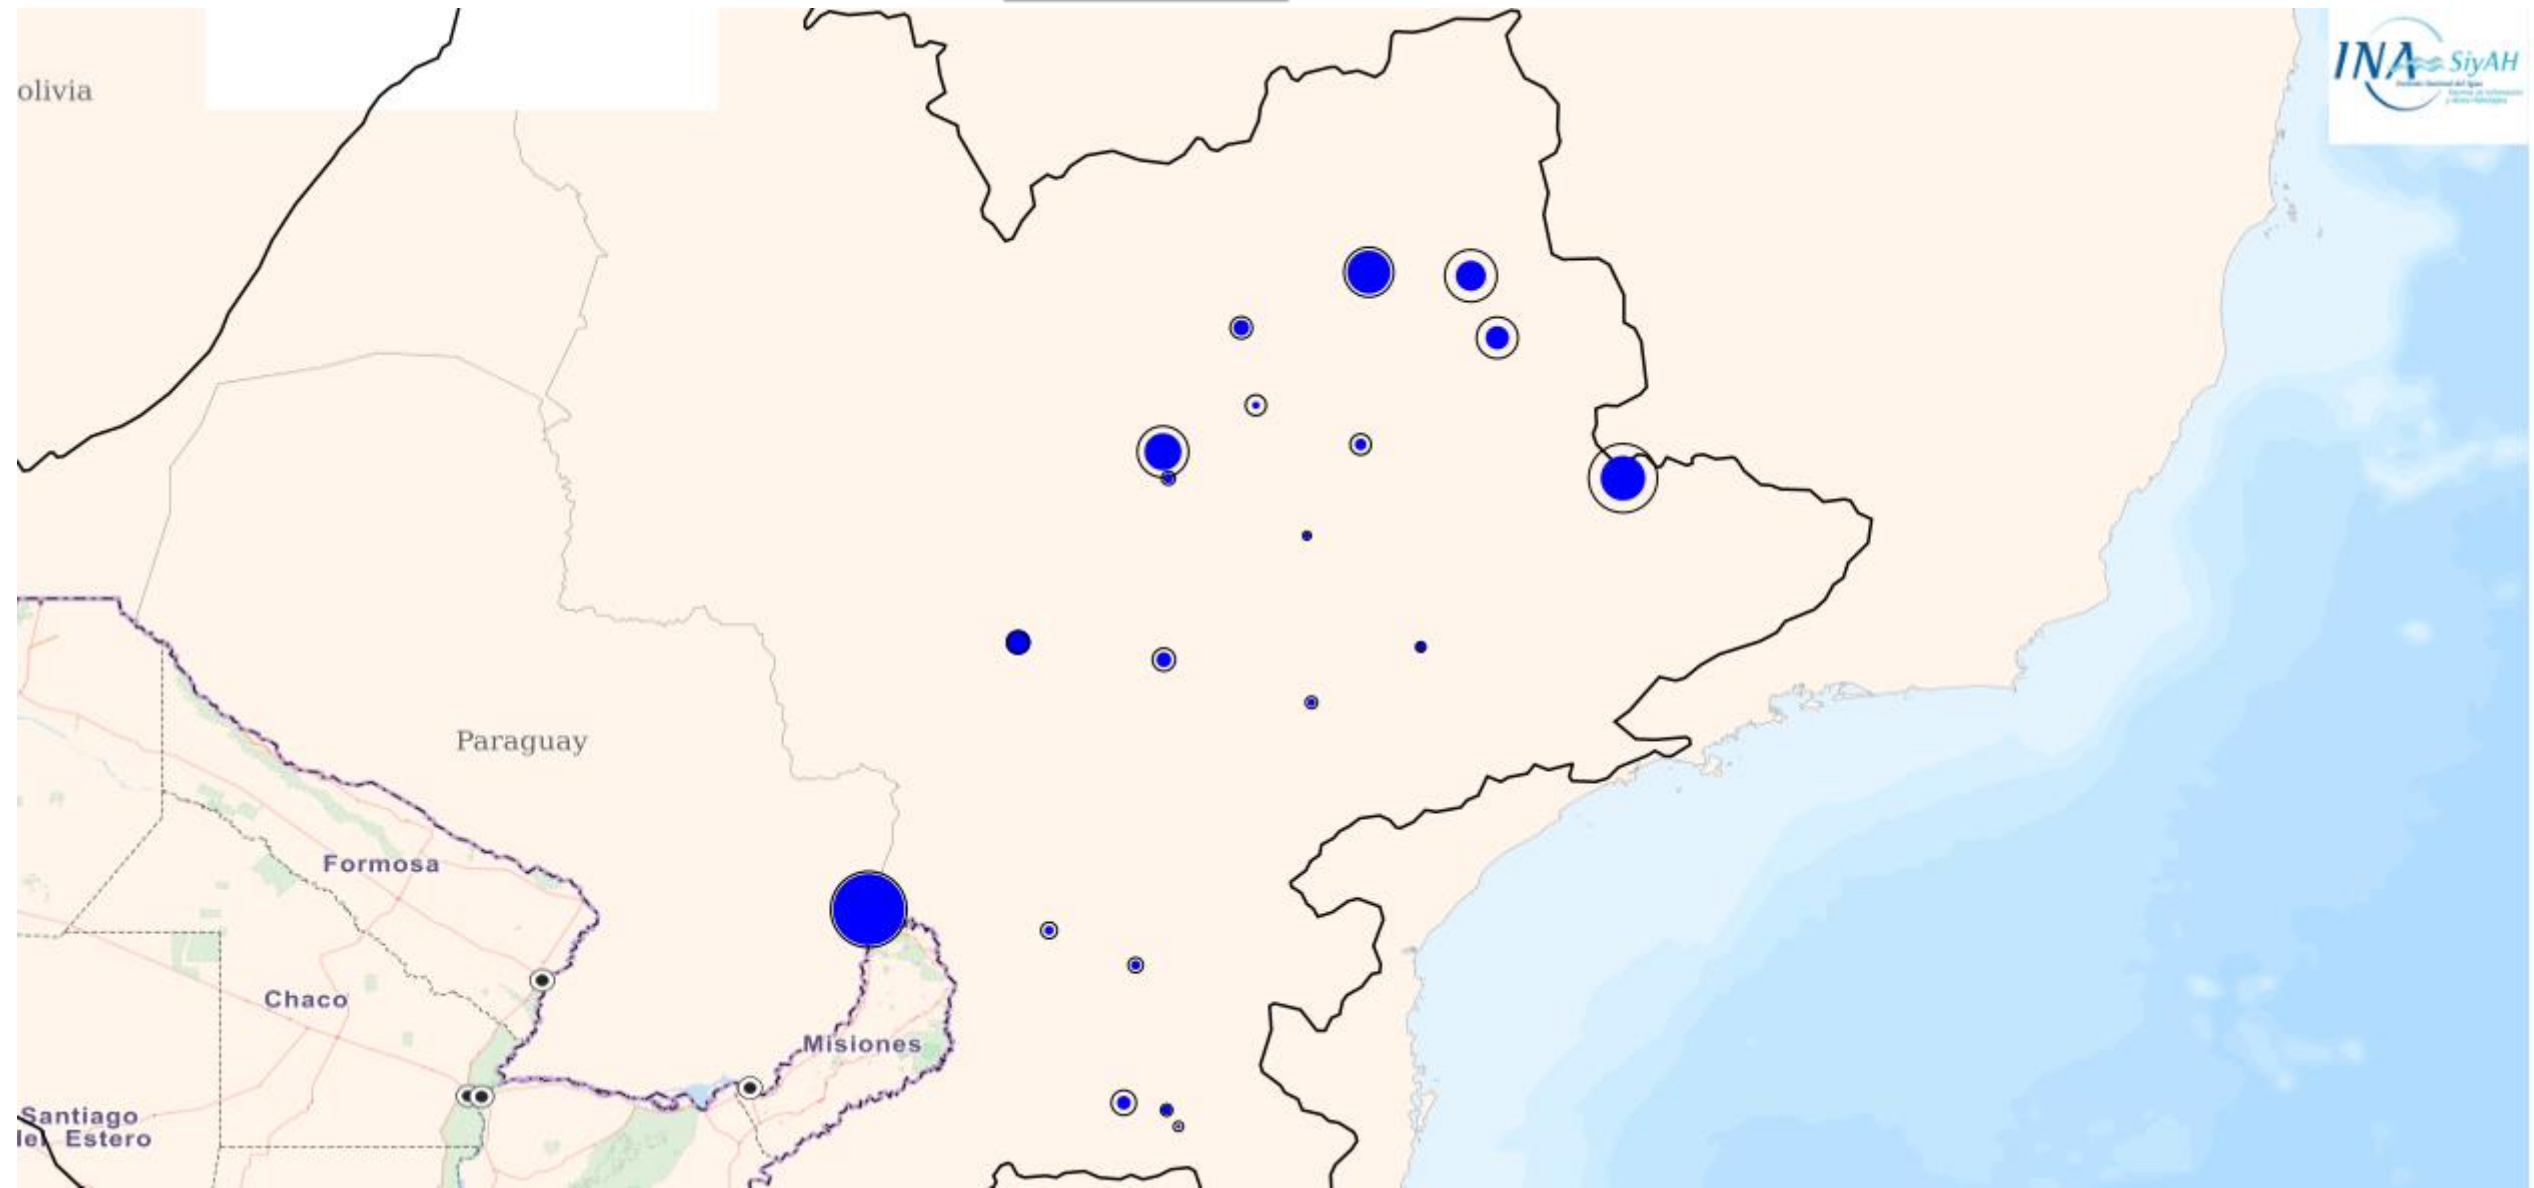 olivia
INA SiyAH
Paraguay
Formosa
Chaco
Misiones
Santiago
del Estero